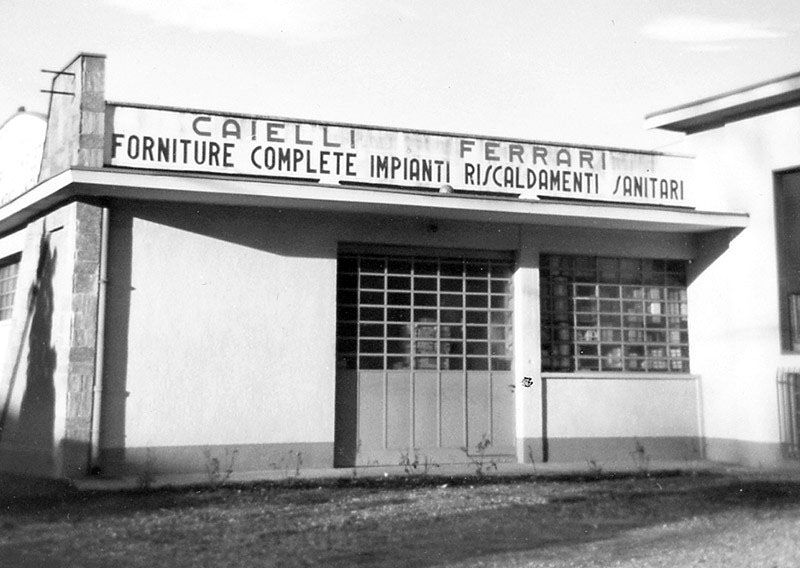 CAIELLI FERRARI
FORNITURE COMPLETE IMPIANTI RISCALDAMENTI SANITARI